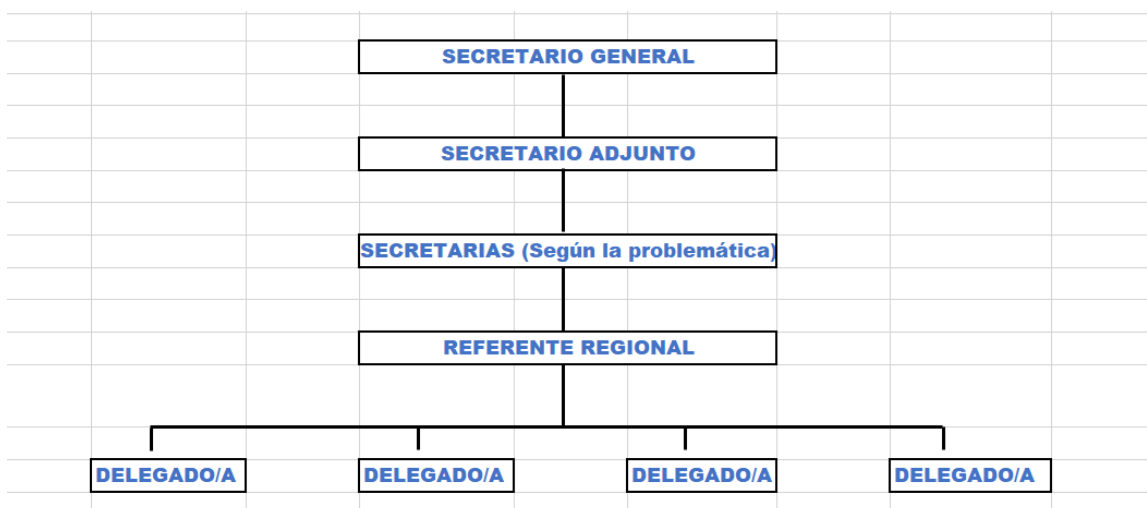 SECRETARIO GENERAL
SECRETARIO ADJUNTO
SECRETARIAS (Según la problemática)
REFERENTE REGIONAL
DELEGADO/A
DELEGADO/A
DELEGADO/A
DELEGADO/A